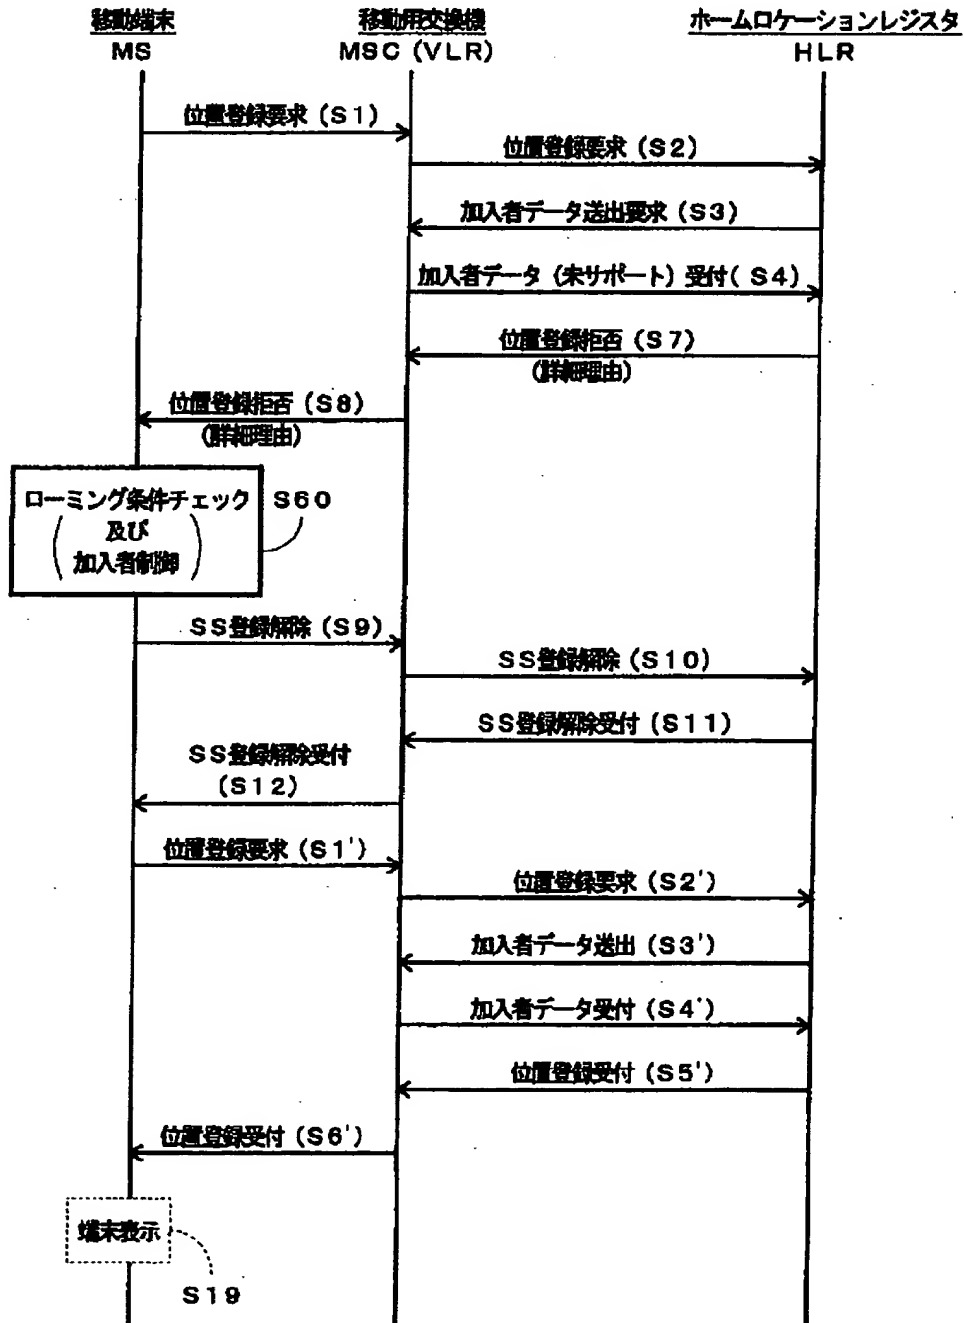 移動端末
MS
移動用交換機
MSC(VLR)
ホームロケーションレジスタ
HLR
位置登録要求(S1)
位置登録要求(S2)
加入者データ送出要求(S3)
加入者データ(未サポート)受付(S4)
位置登録拒否(S7)
(詳細理由)
位置登録拒否(S8)
(詳細理由)
ローミング条件チェック
及び
加入者制御
S60
SS登録解除(S9)
SS登録解除(S10)
SS登録解除受付(S11)
SS登録解除受付
(S12)
位置登録要求(S1')
位置登録要求(S2')
加入者データ送出(S3')
加入者データ受付(S4')
位置登録受付(S5')
位置登録受付(S6')
端末表示
S19